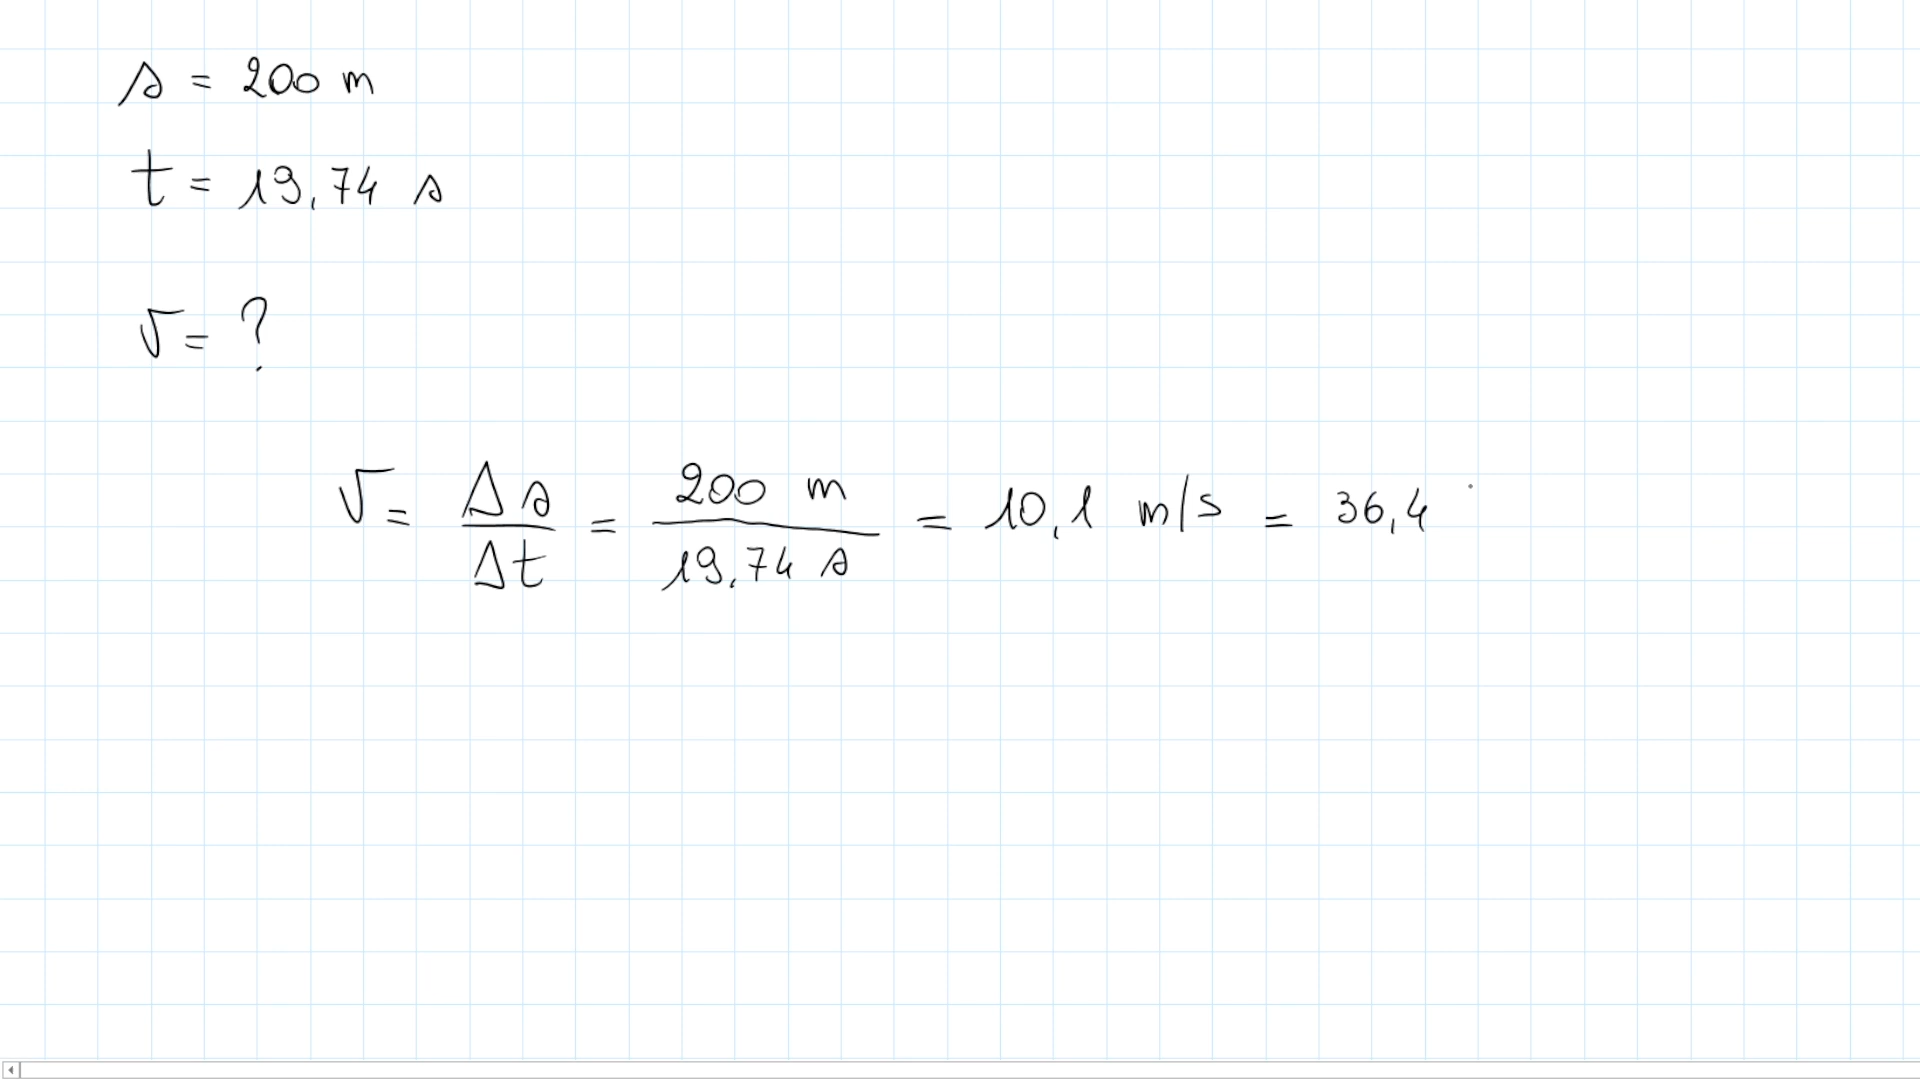 s = 200 m
t = 19,74 s
v = ?
v = Δs/Δt = 200 m/19,74 s = 10,1 m/s = 36,4